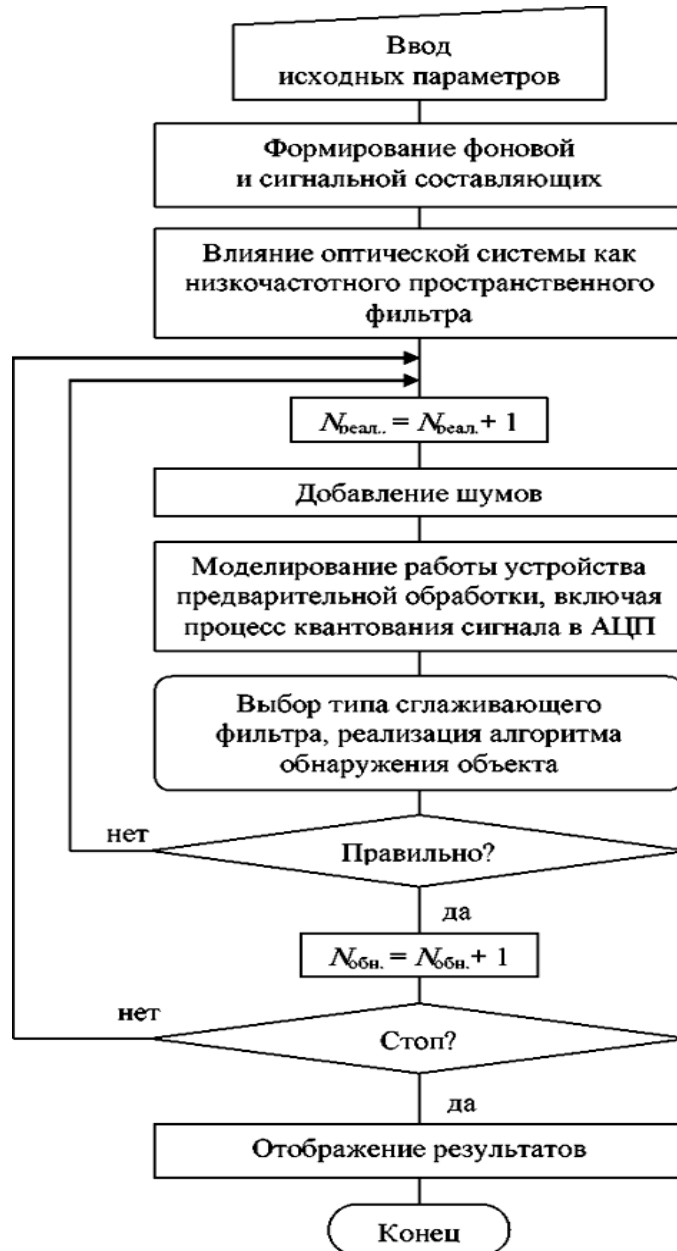 Ввод
исходных параметров
Формирование фоновой
и сигнальной составляющих
Влияние оптической системы как
низкочастотного пространственного
фильтра
Nреал.. = Nреал. + 1
Добавление шумов
Моделирование работы устройства
предварительной обработки, включая
процесс квантования сигнала в АЦП
Выбор типа сглаживающего
фильтра, реализация алгоритма
обнаружения объекта
нет
Правильно?
да
Nобн. = Nобн. + 1
нет
Стоп?
да
Отображение результатов
Конец